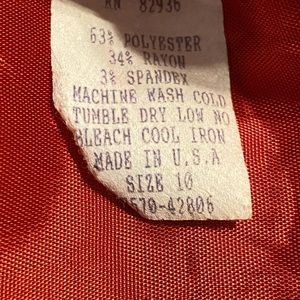 RN 82936
63% POLYESTER
34% RAYON
3% SPANDEX
MACHINE WASH COLD
TUMBLE DRY LOW NO
BLEACH COOL IRON
MADE IN U.S.A
SIZE 10
3570-42806